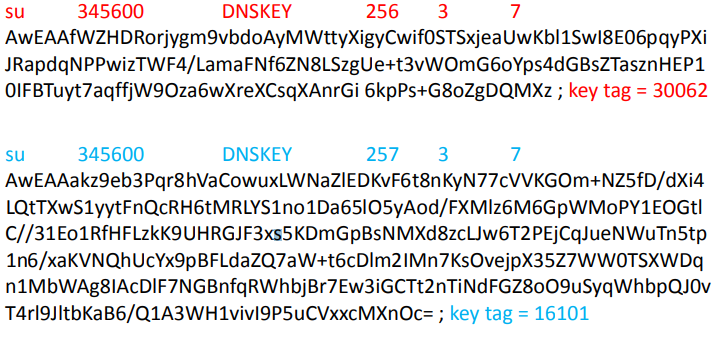 su 345600 DNSKEY 256 3 7
AwEAAfWZHDRorjygm9vbdoAyMWttyXigyCwif0STSxjeaUwKbl1SwI8E06pqyPXi
JRapdqNPPwizTWF4/LamaFNf6ZN8LSzgUe+t3vWOmG6oYps4dGBsZTasznHEP1
0IFBTuyt7aqffjW9Oza6wXreXCsqXAnrGi 6kpPs+G8oZgDQMXz ; key tag = 30062
su 345600 DNSKEY 257 3 7
AwEAAakz9eb3Pqr8hVaCowuxLWNaZlEDKvF6t8nKyN77cVVKGOm+NZ5fD/dXi4
LQtTXwS1yytFnQcRH6tMRLYS1no1Da65lO5yAod/FXMlz6M6GpWMoPY1EOGtl
C//31Eo1RfHFLzkK9UHRGJF3xs5KDmGpBsNMXd8zcLJw6T2PEjCqJueNWuTn5tp
1n6/xaKVNQhUcYx9pBFLdaZQ7aW+t6cDlm2IMn7KsOvejpX35Z7WW0TSXWDq
n1MbWAg8IAcDlF7NGBnfqRWhbjBr7Ew3iGCTt2nTiNdFGZ8oO9uSyqWhbpQJ0v
T4rl9JltbKaB6/Q1A3WH1vivI9P5uCVxxcMXnOc= ; key tag = 16101